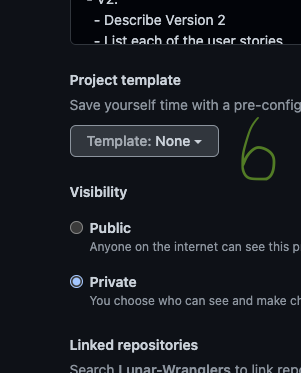 - V2:
- Describe Version 2
- List each of the user stories
Project template
Save yourself time with a pre-config
Template: None
6
Visibility
Public
Anyone on the internet can see this p
Private
You choose who can see and make ch
Linked repositories
Search Lunar-Wranglers to link repo